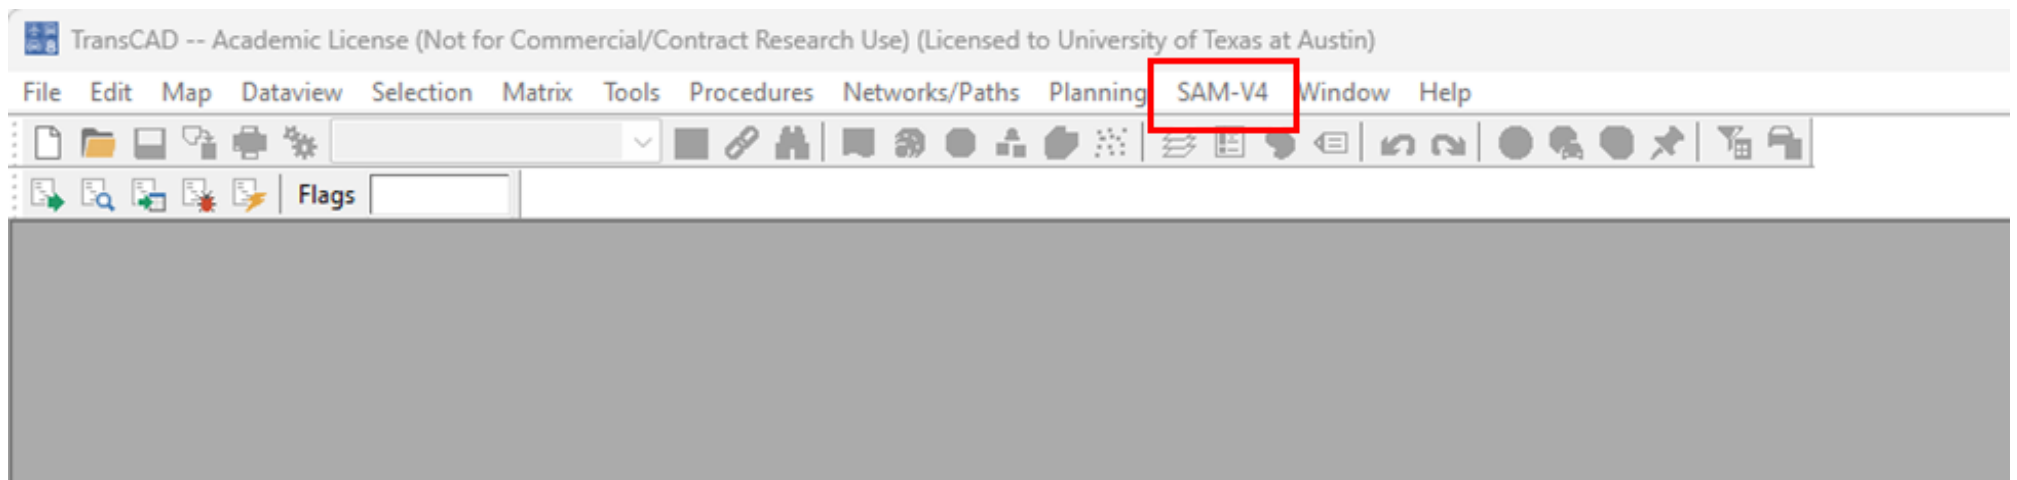 TransCAD -- Academic License (Not for Commercial/Contract Research Use) (Licensed to University of Texas at Austin)
File Edit Map Dataview Selection Matrix Tools Procedures Networks/Paths Planning SAM-V4 Window Help
Flags